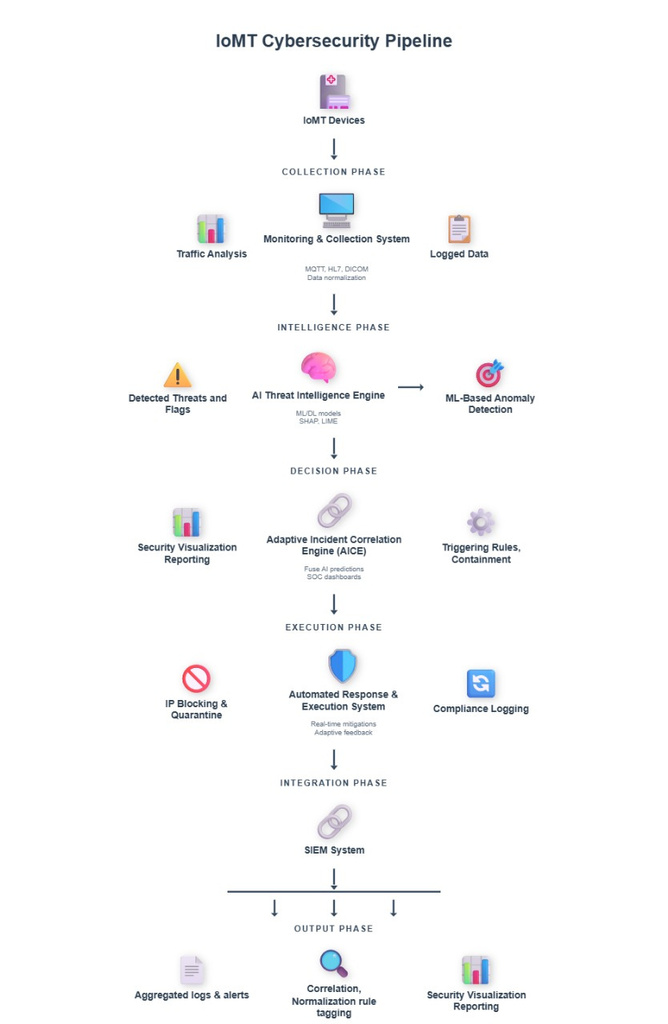 IoMT Cybersecurity Pipeline
IoMT Devices
COLLECTION PHASE
Traffic Analysis
Monitoring & Collection System
Logged Data
MQTT, HL7, DICOM
Data normalization
INTELLIGENCE PHASE
Detected Threats and
Flags
AI Threat Intelligence Engine
ML/DL models
SHAP, LIME
ML-Based Anomaly
Detection
DECISION PHASE
Security Visualization
Reporting
Adaptive Incident Correlation
Engine (AICE)
Fuse AI predictions
SOC dashboards
Triggering Rules,
Containment
EXECUTION PHASE
IP Blocking &
Quarantine
Automated Response &
Execution System
Real-time mitigations
Adaptive feedback
Compliance Logging
INTEGRATION PHASE
SIEM System
OUTPUT PHASE
Aggregated logs & alerts
Correlation,
Normalization rule
tagging
Security Visualization
Reporting